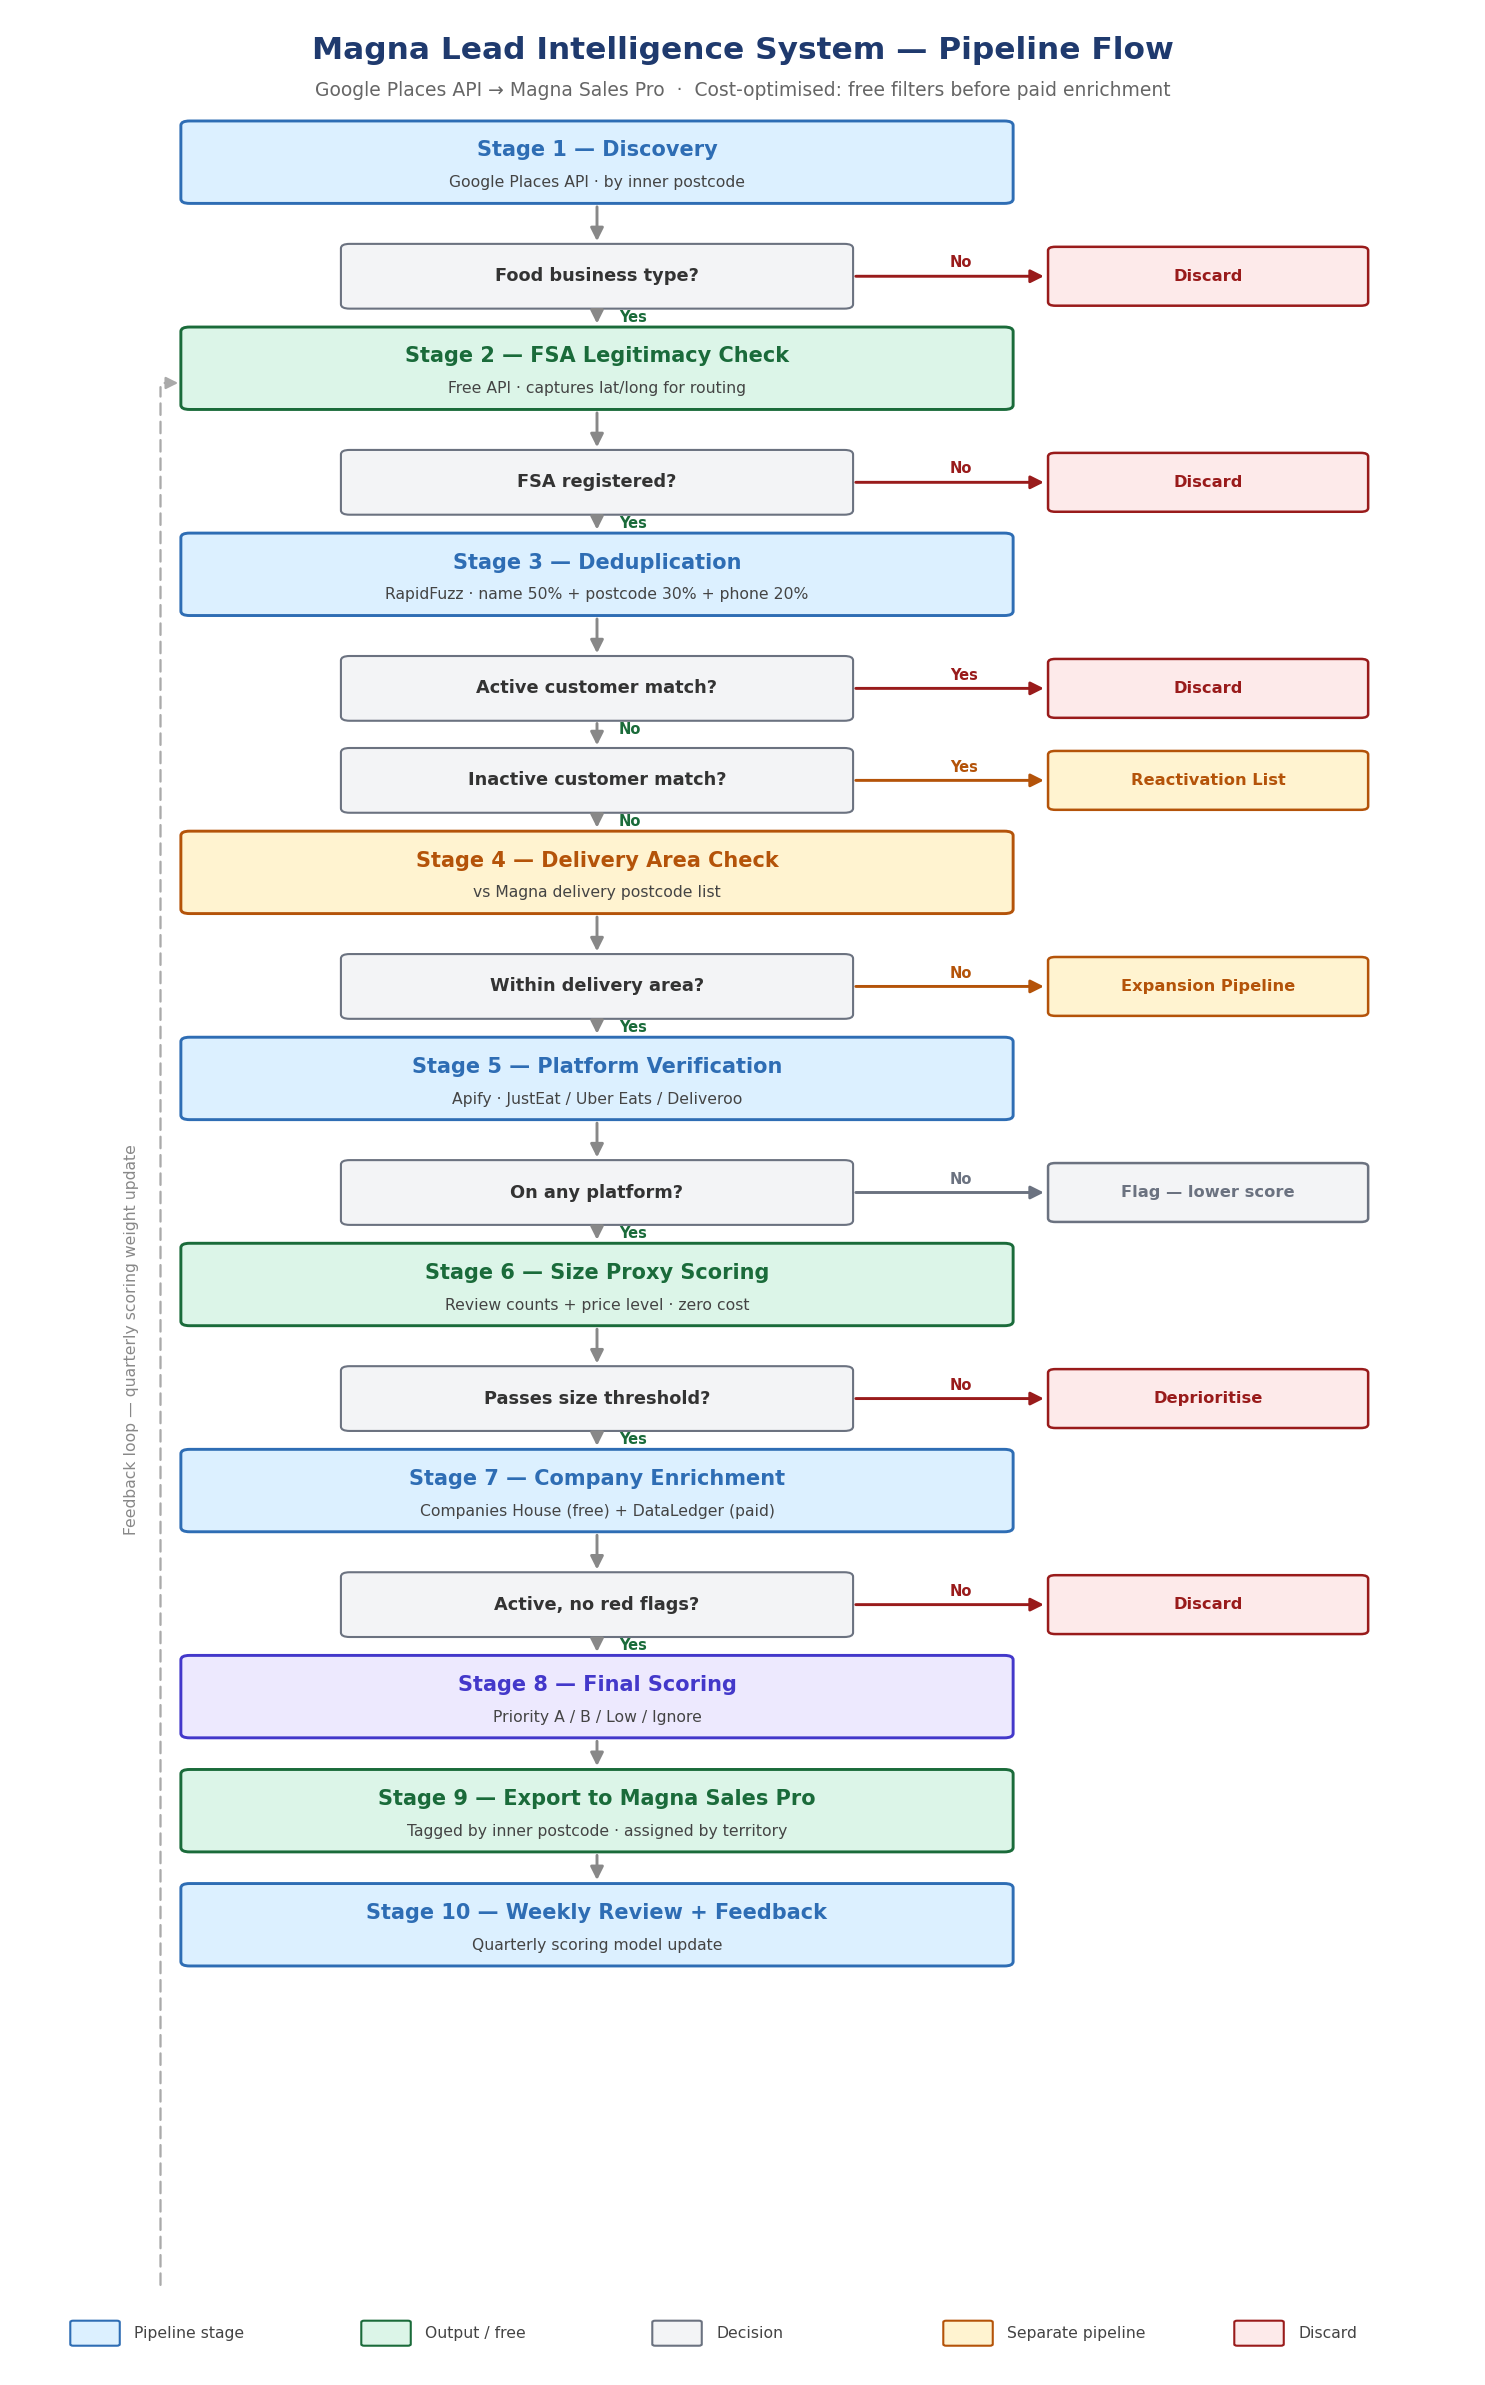 Magna Lead Intelligence System — Pipeline Flow
Google Places API → Magna Sales Pro · Cost-optimised: free filters before paid enrichment
Stage 1 — Discovery
Google Places API · by inner postcode
Food business type?
No
Discard
Yes
Stage 2 — FSA Legitimacy Check
Free API · captures lat/long for routing
FSA registered?
No
Discard
Yes
Stage 3 — Deduplication
RapidFuzz · name 50% + postcode 30% + phone 20%
Active customer match?
Yes
Discard
No
Inactive customer match?
Yes
Reactivation List
No
Stage 4 — Delivery Area Check
vs Magna delivery postcode list
Within delivery area?
No
Expansion Pipeline
Yes
Stage 5 — Platform Verification
Apify · JustEat / Uber Eats / Deliveroo
On any platform?
No
Flag — lower score
Yes
Stage 6 — Size Proxy Scoring
Review counts + price level · zero cost
Passes size threshold?
No
Deprioritise
Yes
Stage 7 — Company Enrichment
Companies House (free) + DataLedger (paid)
Active, no red flags?
No
Discard
Yes
Stage 8 — Final Scoring
Priority A / B / Low / Ignore
Stage 9 — Export to Magna Sales Pro
Tagged by inner postcode · assigned by territory
Stage 10 — Weekly Review + Feedback
Quarterly scoring model update
Feedback loop — quarterly scoring weight update
Pipeline stage
Output / free
Decision
Separate pipeline
Discard